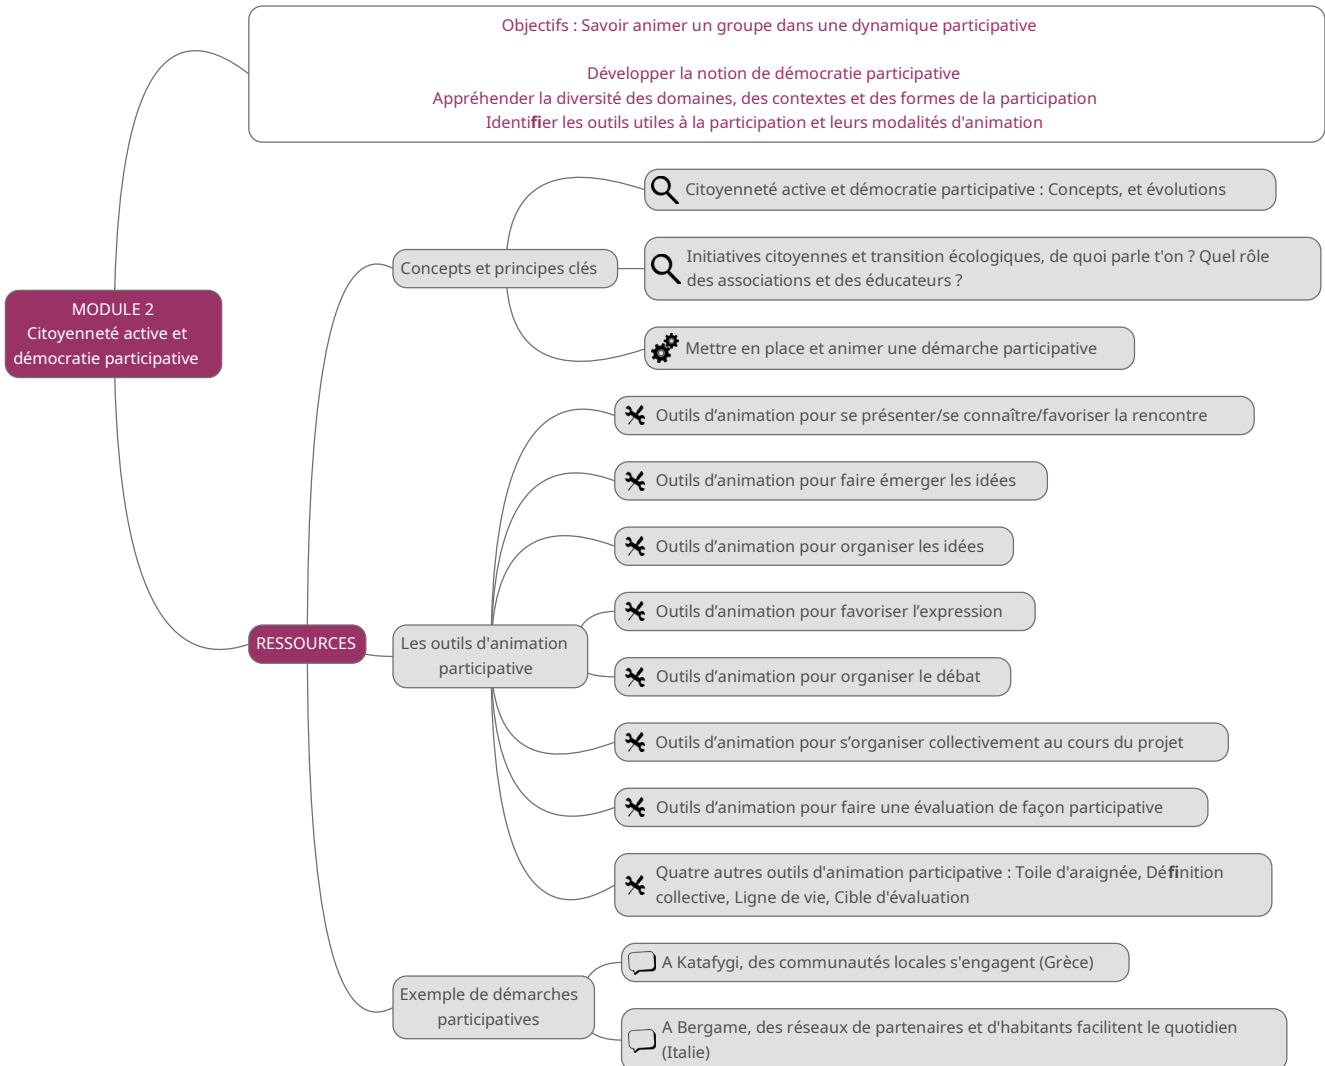 Objectifs : Savoir animer un groupe dans une dynamique participative
Développer la notion de démocratie participative
Appréhender la diversité des domaines, des contextes et des formes de la participation
Identifier les outils utiles à la participation et leurs modalités d'animation
MODULE 2
Citoyenneté active et
démocratie participative
RESSOURCES
Concepts et principes clés
Citoyenneté active et démocratie participative : Concepts, et évolutions
Initiatives citoyennes et transition écologiques, de quoi parle t'on ? Quel rôle
des associations et des éducateurs ?
Mettre en place et animer une démarche participative
Les outils d'animation
participative
Outils d’animation pour se présenter/se connaître/favoriser la rencontre
Outils d’animation pour faire émerger les idées
Outils d’animation pour organiser les idées
Outils d’animation pour favoriser l’expression
Outils d’animation pour organiser le débat
Outils d’animation pour s’organiser collectivement au cours du projet
Outils d’animation pour faire une évaluation de façon participative
Quatre autres outils d'animation participative : Toile d'araignée, Définition
collective, Ligne de vie, Cible d'évaluation
Exemple de démarches
participatives
A Katafygi, des communautés locales s'engagent (Grèce)
A Bergame, des réseaux de partenaires et d'habitants facilitent le quotidien
(Italie)